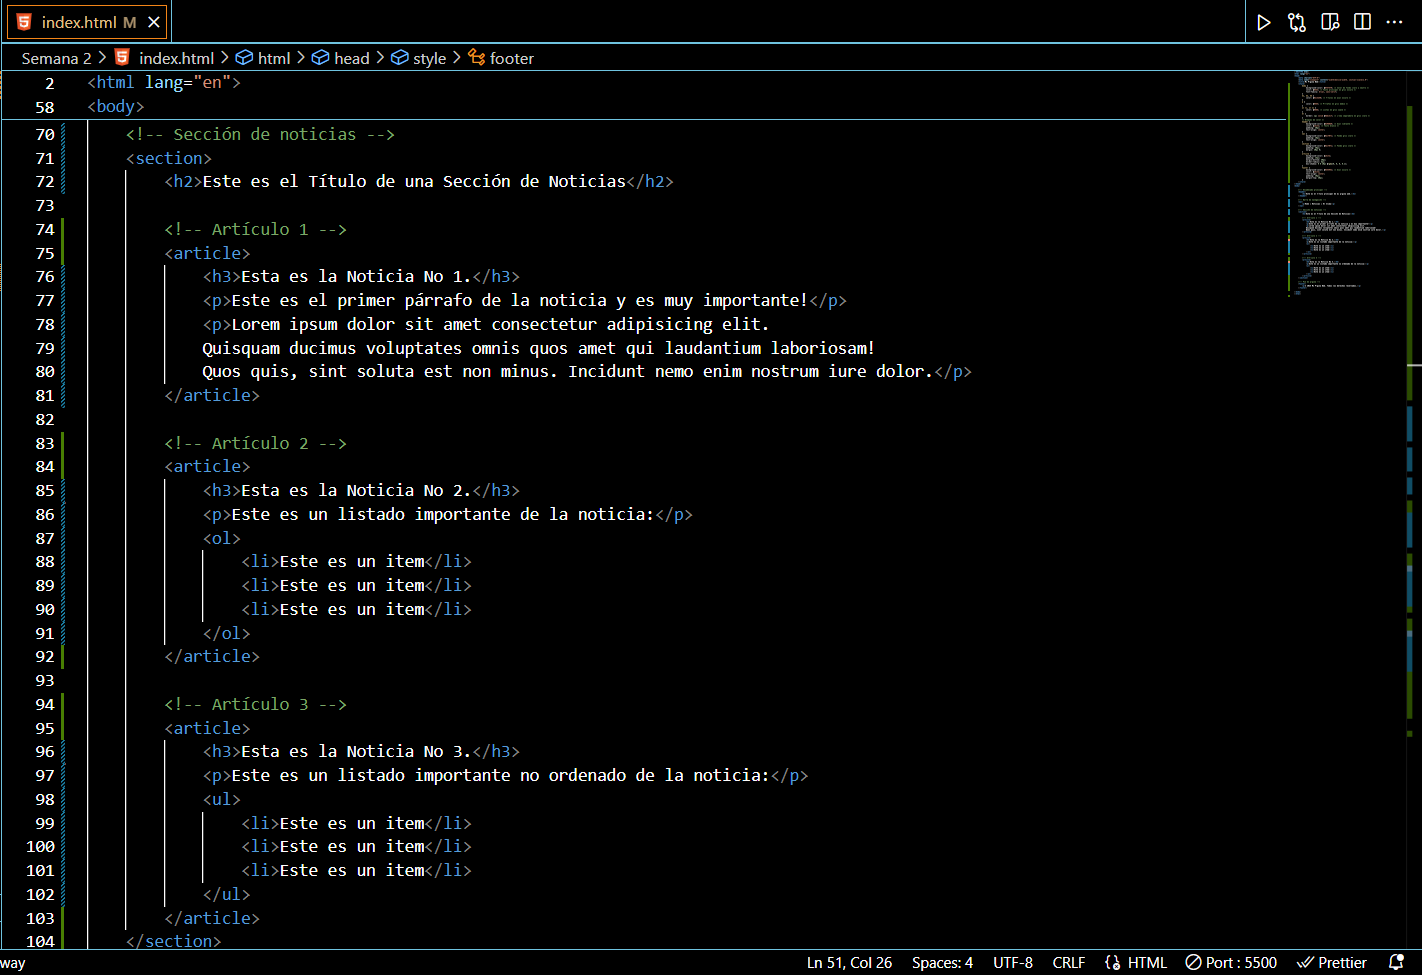 index.html M
Semana 2 > index.html > html > head > style > footer
2 <html lang="en">
58 <body>
70 <!-- Sección de noticias -->
71 <section>
72 <h2>Este es el Título de una Sección de Noticias</h2>
73
74 <!-- Artículo 1 -->
75 <article>
76 <h3>Esta es la Noticia No 1.</h3>
77 <p>Este es el primer párrafo de la noticia y es muy importante!</p>
78 <p>Lorem ipsum dolor sit amet consectetur adipisicing elit.
79 Quisquam ducimus voluptates omnis quos amet qui laudantium laboriosam!
80 Quos quis, sint soluta est non minus. Incidunt nemo enim nostrum iure dolor.</p>
81 </article>
82
83 <!-- Artículo 2 -->
84 <article>
85 <h3>Esta es la Noticia No 2.</h3>
86 <p>Este es un listado importante de la noticia:</p>
87 <ol>
88 <li>Este es un item</li>
89 <li>Este es un item</li>
90 <li>Este es un item</li>
91 </ol>
92 </article>
93
94 <!-- Artículo 3 -->
95 <article>
96 <h3>Esta es la Noticia No 3.</h3>
97 <p>Este es un listado importante no ordenado de la noticia:</p>
98 <ul>
99 <li>Este es un item</li>
100 <li>Este es un item</li>
101 <li>Este es un item</li>
102 </ul>
103 </article>
104 </section>
way Ln 51, Col 26 Spaces: 4 UTF-8 CRLF HTML Port : 5500 Prettier